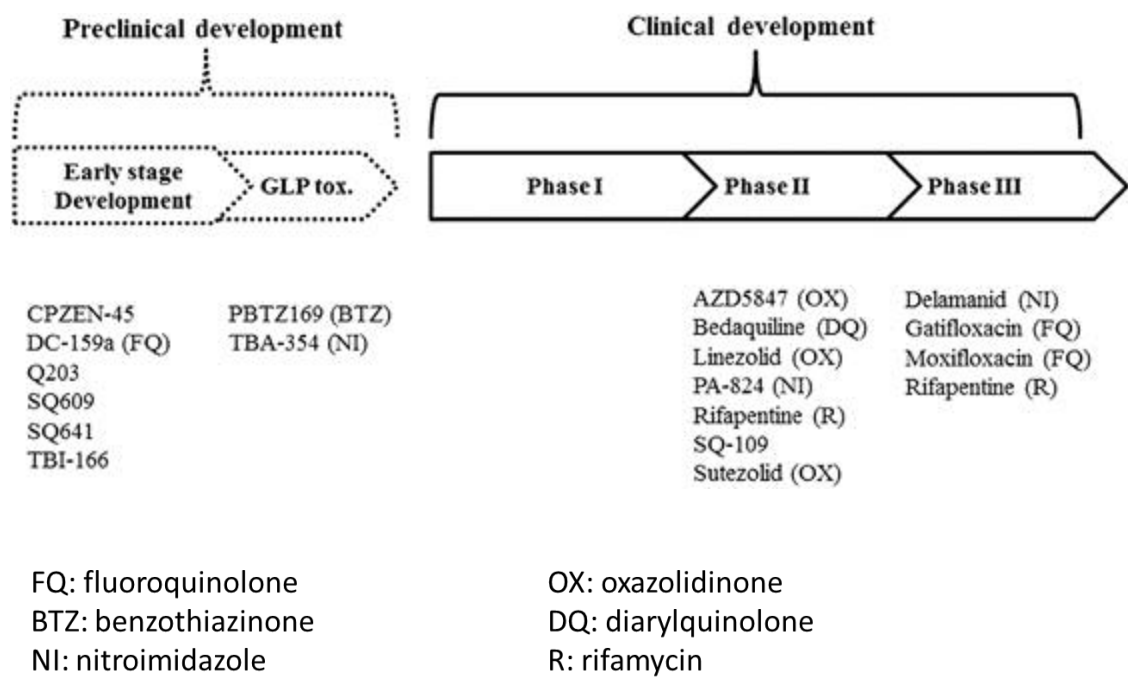 Preclinical development
Clinical development
Early stage
Development
GLP tox.
Phase I
Phase II
Phase III
CPZEN-45
DC-159a (FQ)
Q203
SQ609
SQ641
TBI-166
PBTZ169 (BTZ)
TBA-354 (NI)
AZD5847 (OX)
Bedaquiline (DQ)
Linezolid (OX)
PA-824 (NI)
Rifapentine (R)
SQ-109
Sutezolid (OX)
Delamanid (NI)
Gatifloxacin (FQ)
Moxifloxacin (FQ)
Rifapentine (R)
FQ: fluoroquinolone
BTZ: benzothiazinone
NI: nitroimidazole
OX: oxazolidinone
DQ: diarylquinolone
R: rifamycin